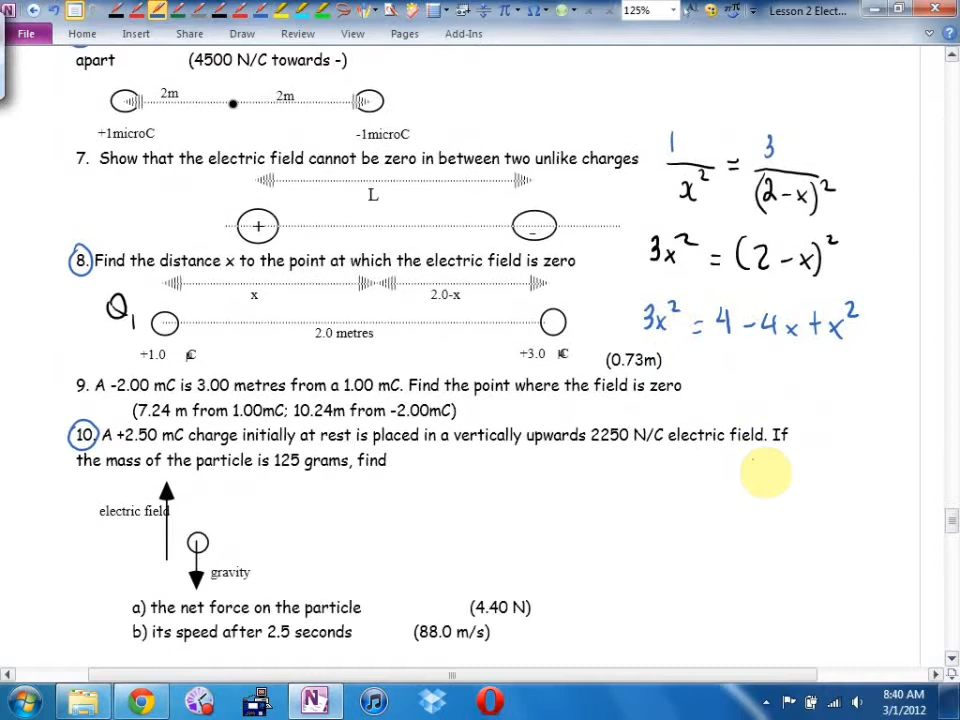 125%
Lesson 2 Elect...
File Home Insert Share Draw Review View Pages Add-Ins
apart (4500 N/C towards -)
2m 2m
+1microC -1microC
7. Show that the electric field cannot be zero in between two unlike charges
L
+ -
8. Find the distance x to the point at which the electric field is zero
x 2.0-x
Q1
2.0 metres
+1.0 μC +3.0 μC
(0.73m)
9. A -2.00 mC is 3.00 metres from a 1.00 mC. Find the point where the field is zero
(7.24 m from 1.00mC; 10.24m from -2.00mC)
10. A +2.50 mC charge initially at rest is placed in a vertically upwards 2250 N/C electric field. If
the mass of the particle is 125 grams, find
electric field
gravity
a) the net force on the particle (4.40 N)
b) its speed after 2.5 seconds (88.0 m/s)
1/x² = 3/(2-x)²
3x² = (2-x)²
3x² = 4-4x+x²
8:40 AM
3/1/2012